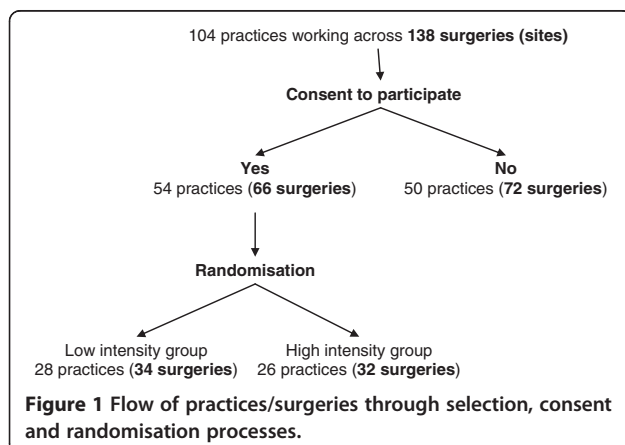 104 practices working across 138 surgeries (sites)
Consent to participate
Yes
54 practices (66 surgeries)
No
50 practices (72 surgeries)
Randomisation
Low intensity group
28 practices (34 surgeries)
High intensity group
26 practices (32 surgeries)
Figure 1 Flow of practices/surgeries through selection, consent
and randomisation processes.